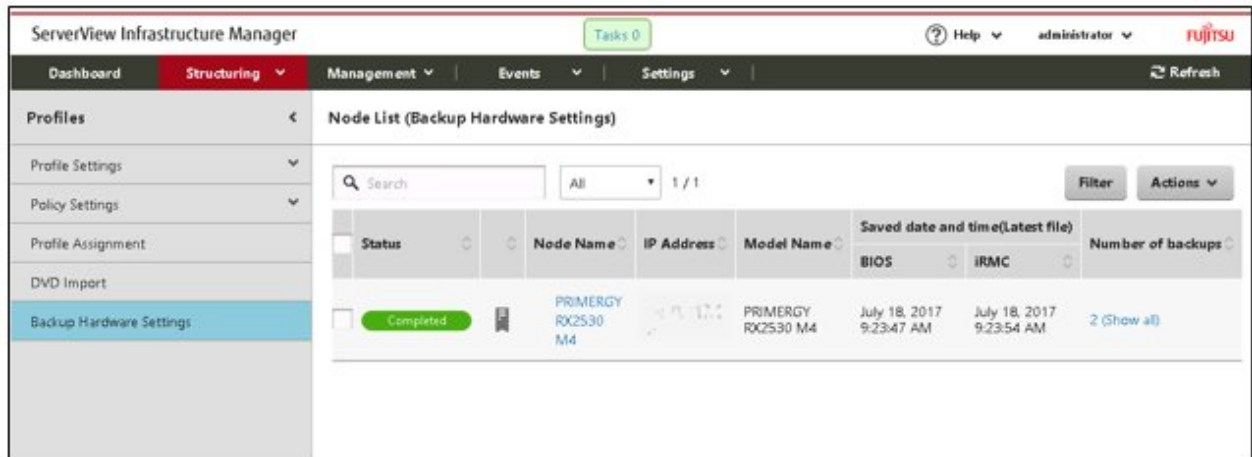 ServerView Infrastructure Manager
Tasks 0
Help
administrator
FUJITSU
Dashboard
Structuring
Management
Events
Settings
Refresh
Profiles
Profile Settings
Policy Settings
Profile Assignment
DVD Import
Backup Hardware Settings
Node List (Backup Hardware Settings)
Search
All
1 / 1
Filter
Actions
Status
Node Name
IP Address
Model Name
Saved date and time(Latest file)
BIOS
iRMC
Number of backups
Completed
PRIMERGY
RX2530
M4
PRIMERGY
RX2530 M4
July 18, 2017
9:23:47 AM
July 18, 2017
9:23:54 AM
2 (Show all)